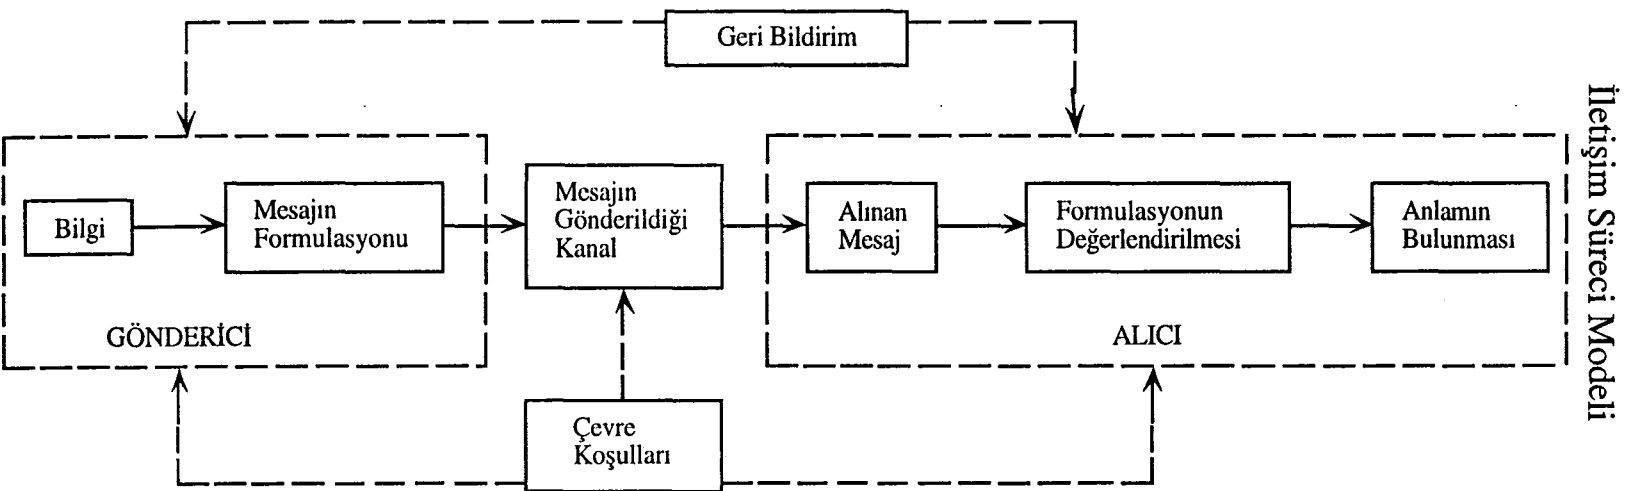 Geri Bildirim
Bilgi
Mesajın
Formulasyonu
GÖNDERİCİ
Mesajın
Gönderildiği
Kanal
Alınan
Mesaj
Formulasyonun
Değerlendirilmesi
Anlamın
Bulunması
ALICI
Çevre
Koşulları
İletişim Süreci Modeli